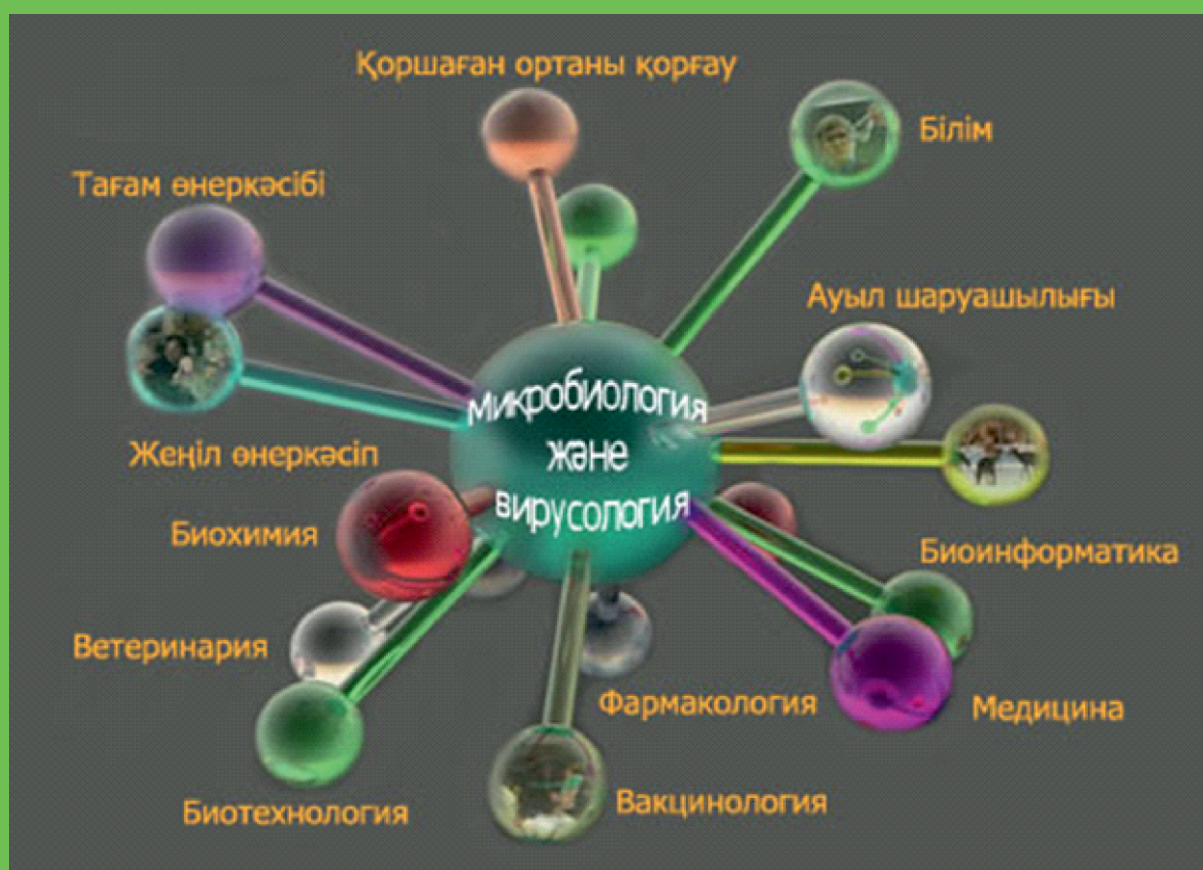 Қоршаған ортаны қорғау
Білім
Тағам өнеркәсібі
Ауыл шаруашылығы
Микробиология
және
вирусология
Жеңіл өнеркәсіп
Биохимия
Биоинформатика
Ветеринария
Фармакология
Медицина
Вакцинология
Биотехнология